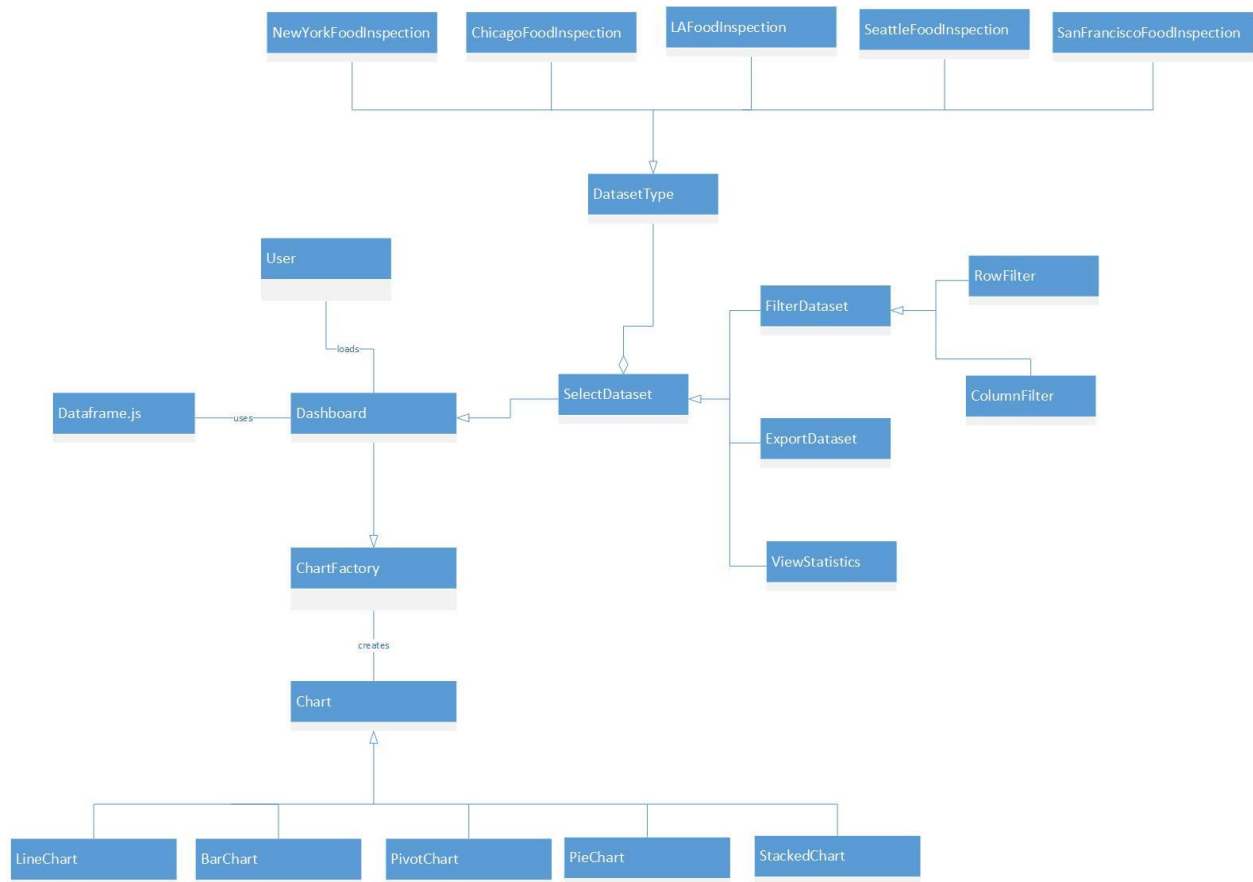 NewYorkFoodInspection
ChicagoFoodInspection
LAFoodInspection
SeattleFoodInspection
SanFranciscoFoodInspection
DatasetType
User
RowFilter
FilterDataset
loads
SelectDataset
ColumnFilter
Dataframe.js
uses
Dashboard
ExportDataset
ChartFactory
ViewStatistics
creates
Chart
LineChart
BarChart
PivotChart
PieChart
StackedChart